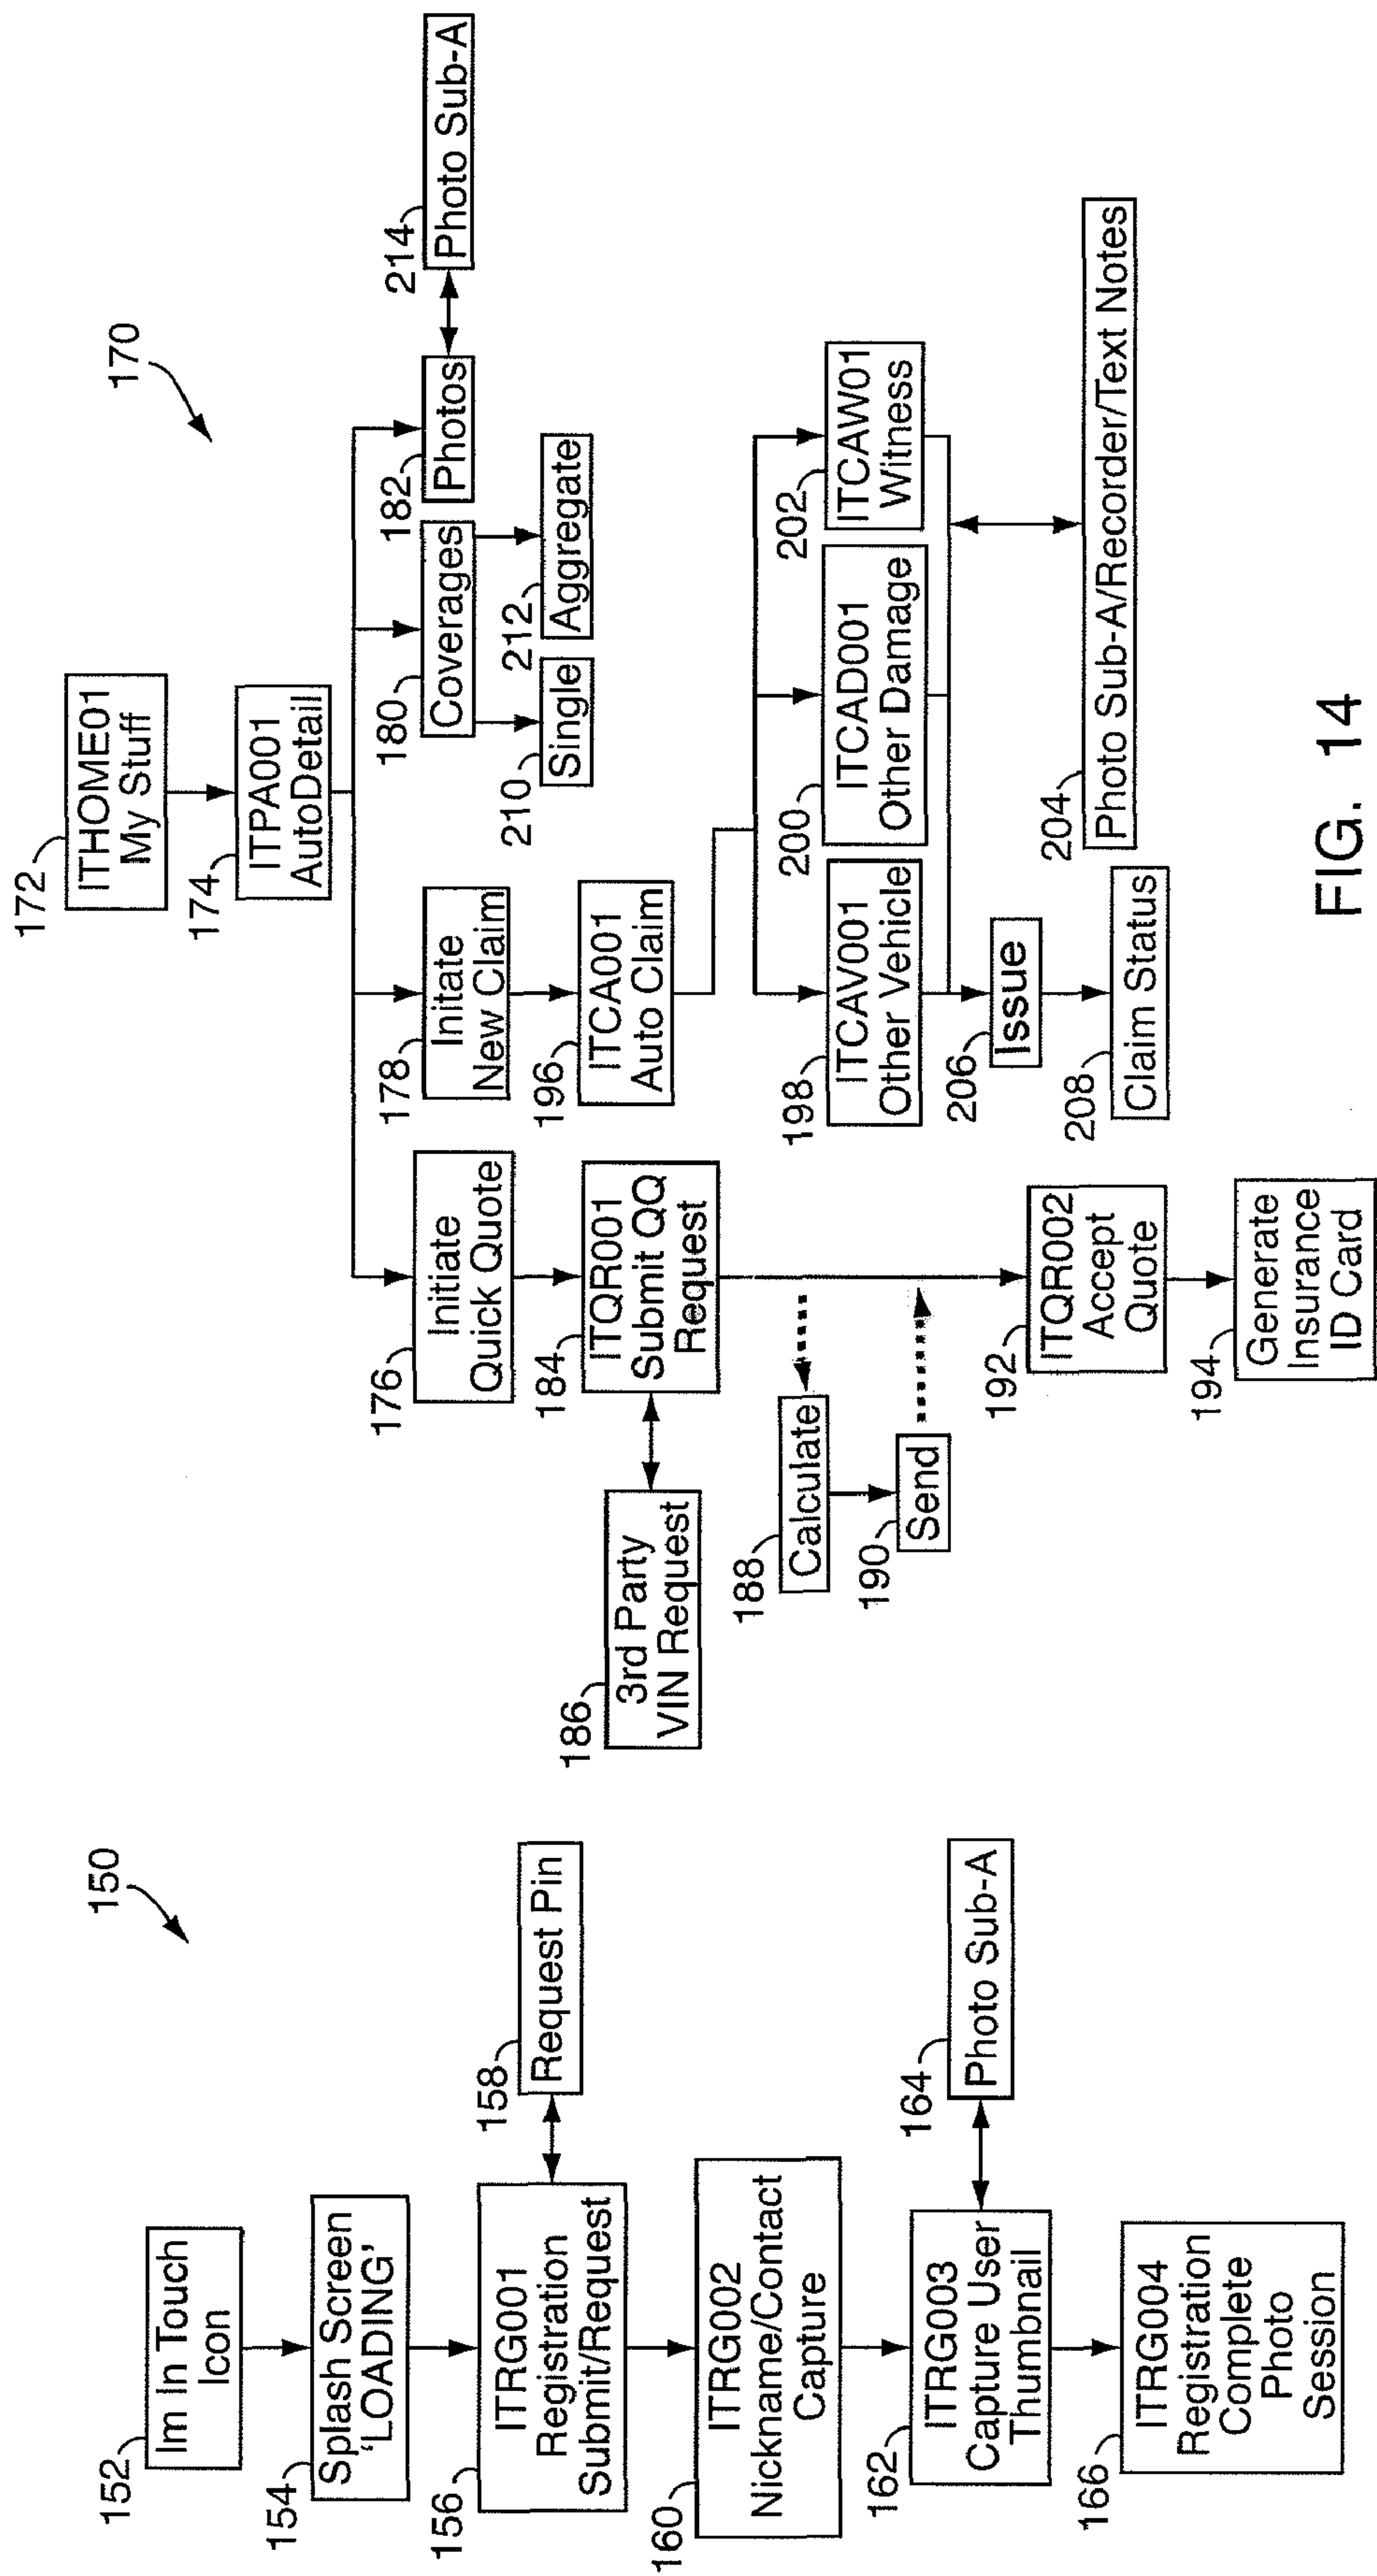 150
152
Im In Touch
Icon
154
Splash Screen
'LOADING'
156
ITRG001
Registration
Submit/Request
158
Request Pin
160
ITRG002
Nickname/Contact
Capture
162
ITRG003
Capture User
Thumbnail
164
Photo Sub-A
166
ITRG004
Registration
Complete
Photo
Session
170
172
ITHOME01
My Stuff
174
ITPA001
AutoDetail
176
Initiate
Quick Quote
178
Initate
New Claim
180
Coverages
182
Photos
214
Photo Sub-A
210
Single
212
Aggregate
184
ITQR001
Submit QQ
Request
186
3rd Party
VIN Request
196
ITCA001
Auto Claim
188
Calculate
190
Send
198
ITCAV001
Other Vehicle
200
ITCAD001
Other Damage
202
ITCAW01
Witness
192
ITQR002
Accept
Quote
206
Issue
204
Photo Sub-A/Recorder/Text Notes
208
Claim Status
194
Generate
Insurance
ID Card
FIG. 14